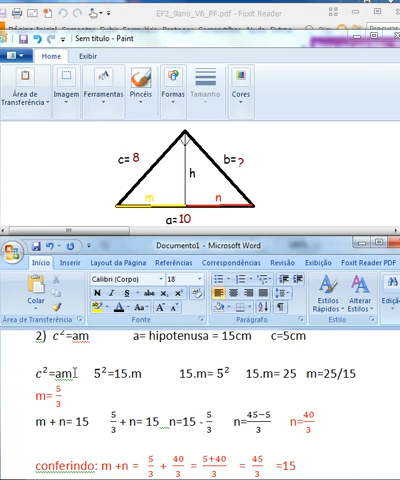 EF2_9ano_V6_PF.pdf - Foxit Reader
Sem título - Paint
Home Exibir
Área de Transferência Imagem Ferramentas Pincéis Formas Tamanho Cores
c= 8 b= ?
h
m n
a=10
Documento1 - Microsoft Word
Início Inserir Layout da Página Referências Correspondências Revisão Exibição Foxit Reader PDF
Calibri (Corpo) 18
Colar Estilos Rápidos Alterar Estilos
Área de Transferência Fonte Parágrafo
2) c²=am a= hipotenusa = 15cm c=5cm
c²=am 5²=15.m 15.m= 5² 15.m= 25 m=25/15
m= 5/3
m + n= 15 5/3 + n= 15 n=15 - 5/3 n= 45−5/3 n= 40/3
conferindo: m +n = 5/3 + 40/3 = 5+40/3 = 45/3 =15